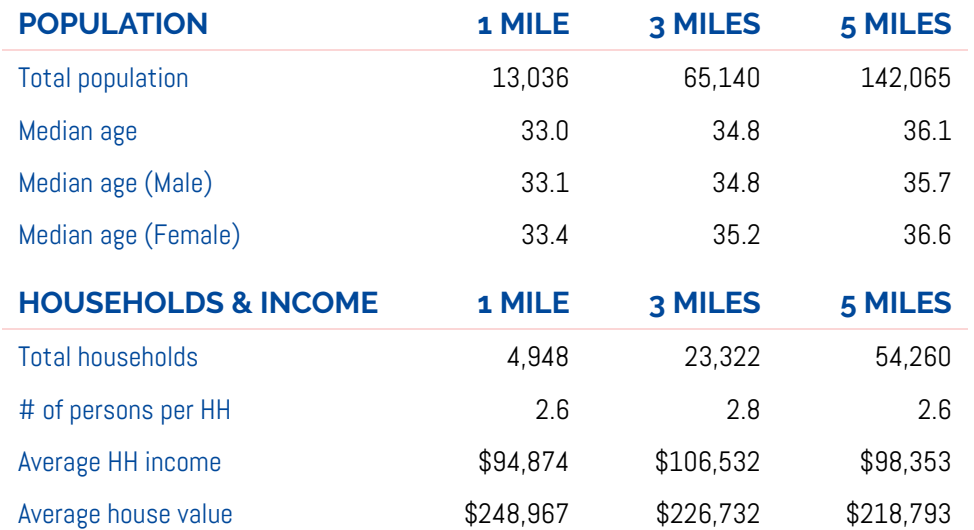 POPULATION 1 MILE 3 MILES 5 MILES
Total population 13,036 65,140 142,065
Median age 33.0 34.8 36.1
Median age (Male) 33.1 34.8 35.7
Median age (Female) 33.4 35.2 36.6
HOUSEHOLDS & INCOME 1 MILE 3 MILES 5 MILES
Total households 4,948 23,322 54,260
# of persons per HH 2.6 2.8 2.6
Average HH income $94,874 $106,532 $98,353
Average house value $248,967 $226,732 $218,793